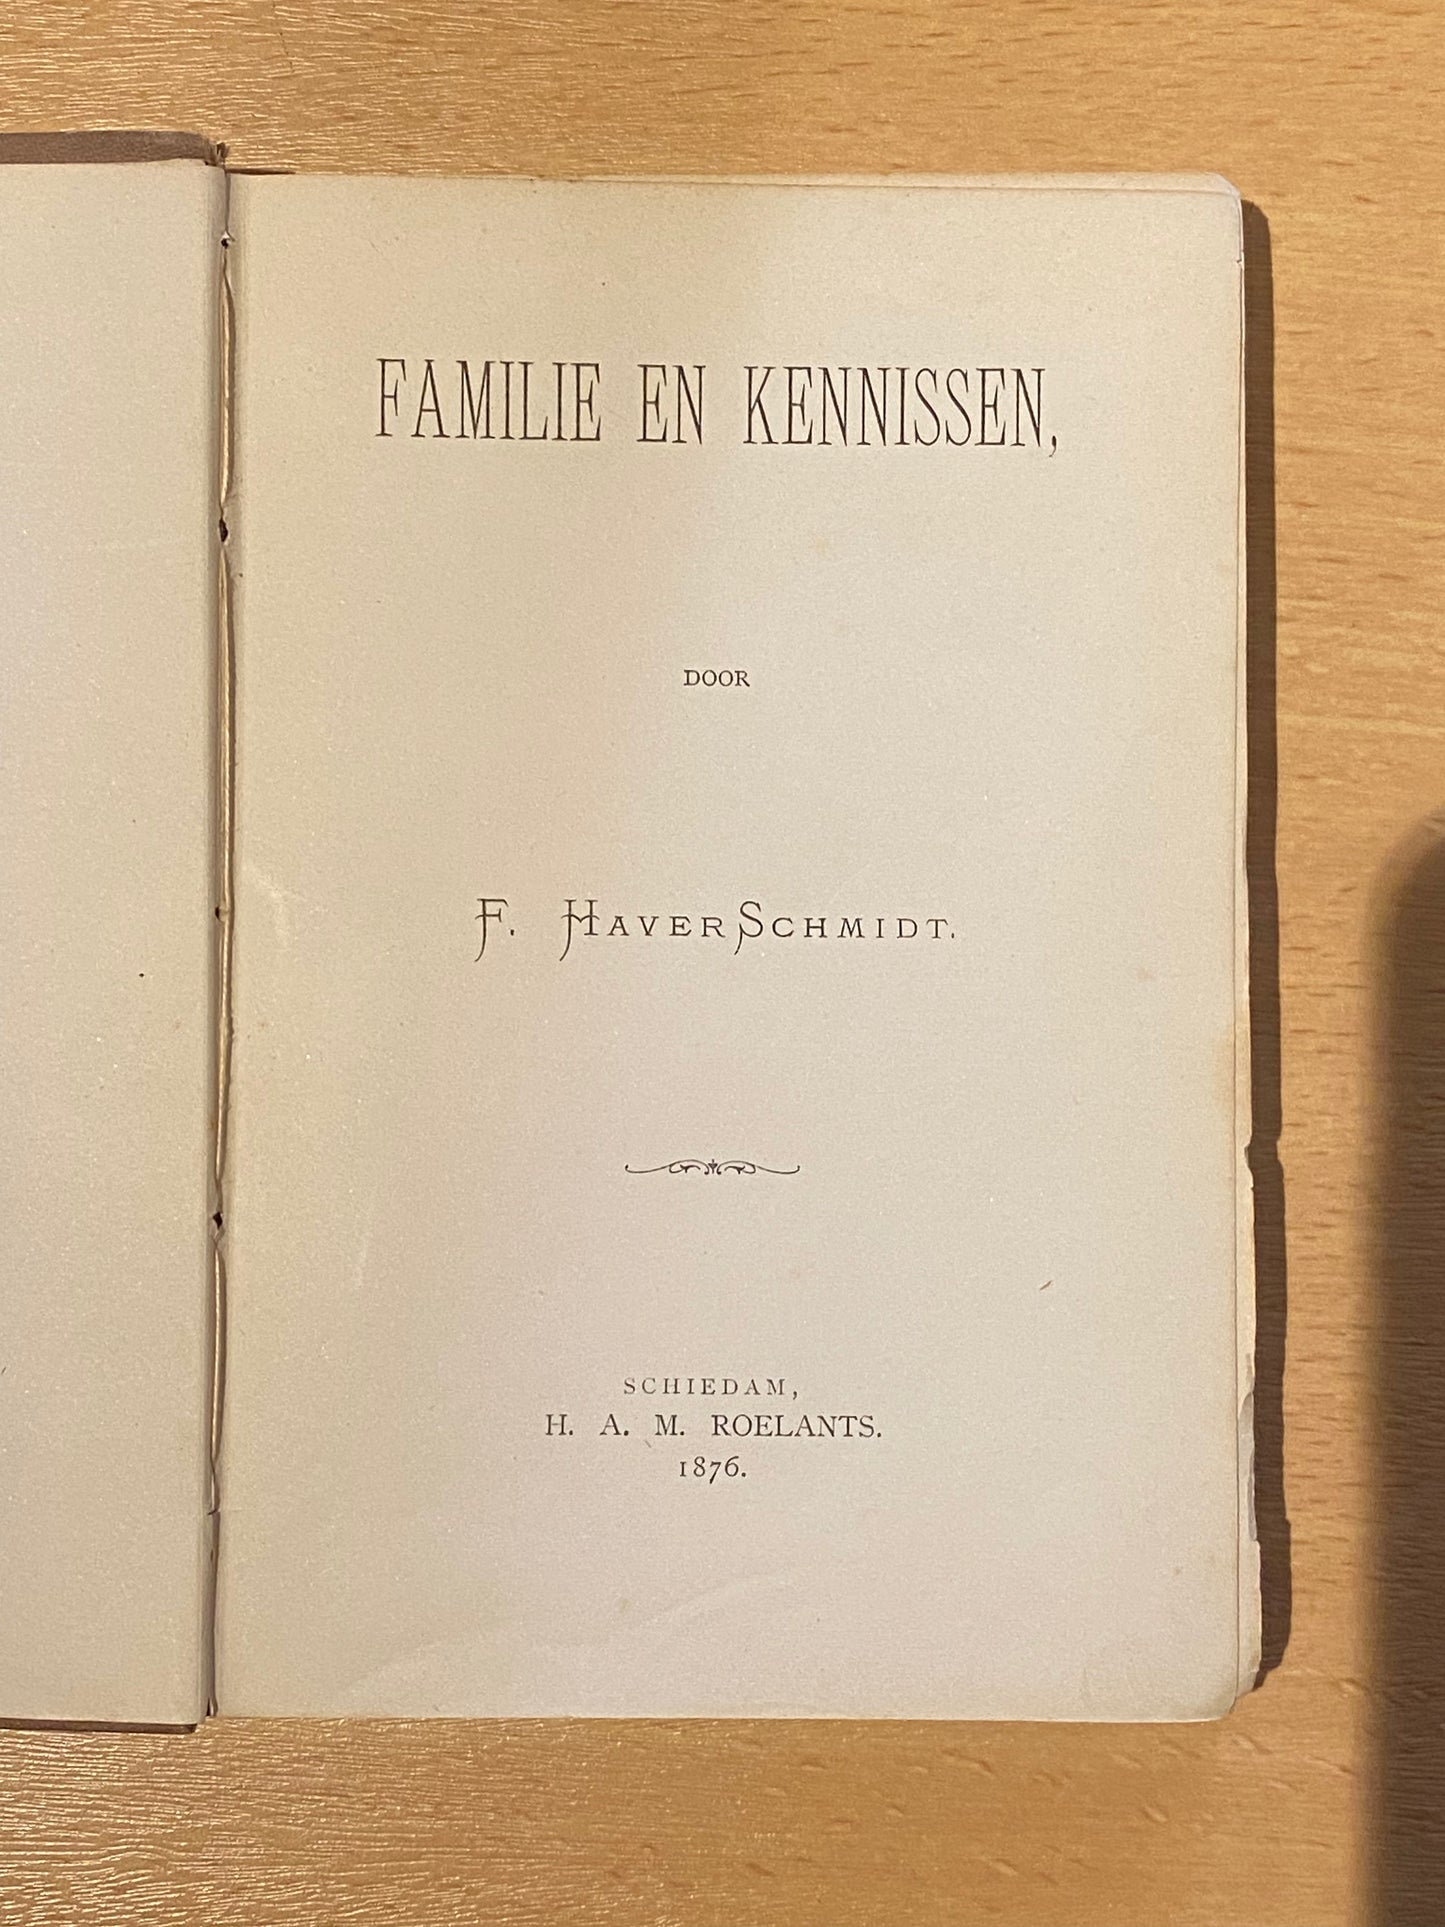 FAMILIE EN KENNISSEN,
DOOR
F. HAVERSCHMIDT.
SCHIEDAM,
H. A. M. ROELANTS.
1876.